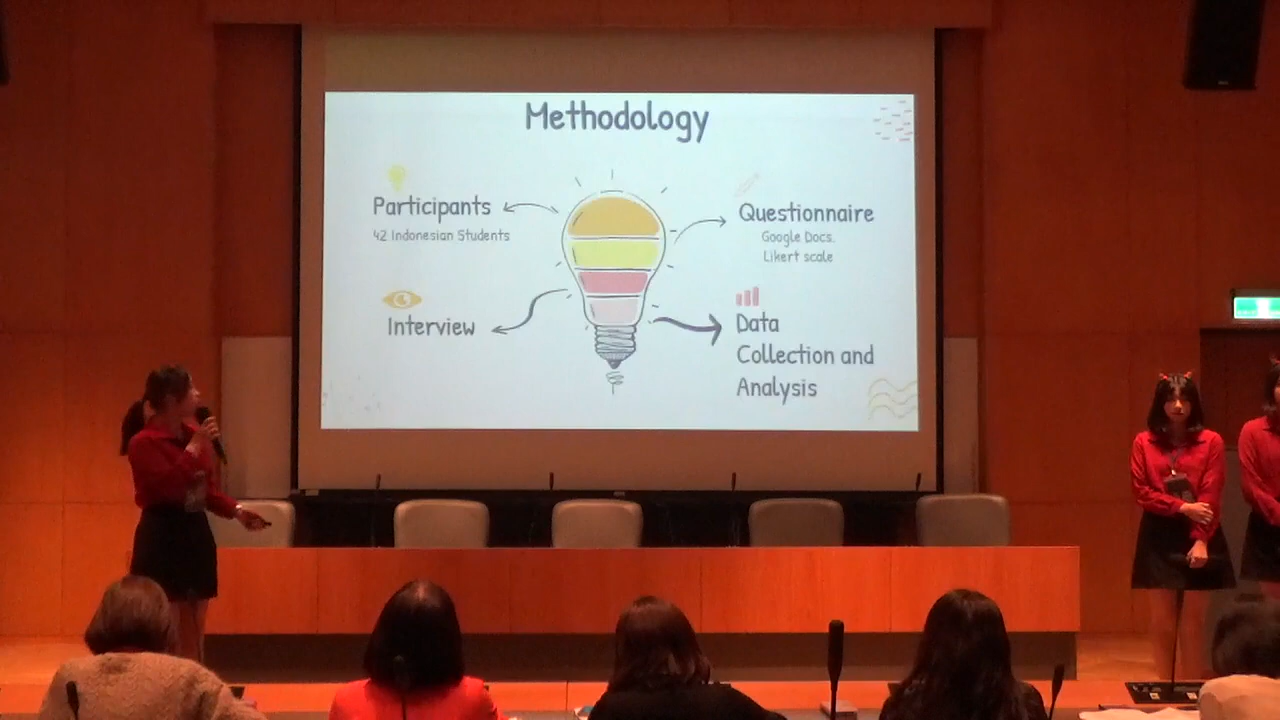 Methodology
Participants
42 Indonesian Students
Questionnaire
Google Docs.
Likert scale
Interview
Data
Collection and
Analysis